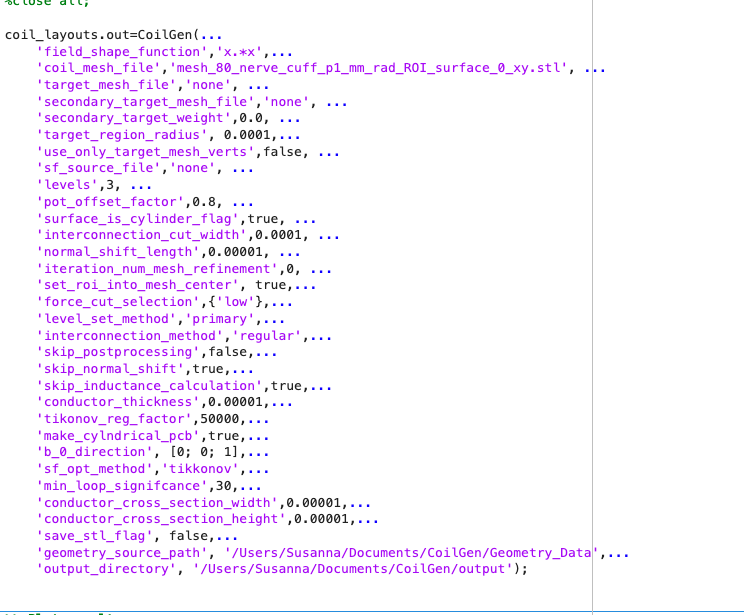 %close all;
coil_layouts.out=CoilGen(...
'field_shape_function','x.*x',...
'coil_mesh_file','mesh_80_nerve_cuff_p1_mm_rad_ROI_surface_0_xy.stl', ...
'target_mesh_file','none', ...
'secondary_target_mesh_file','none', ...
'secondary_target_weight',0.0, ...
'target_region_radius', 0.0001,...
'use_only_target_mesh_verts',false, ...
'sf_source_file','none', ...
'levels',3, ...
'pot_offset_factor',0.8, ...
'surface_is_cylinder_flag',true, ...
'interconnection_cut_width',0.0001, ...
'normal_shift_length',0.00001, ...
'iteration_num_mesh_refinement',0, ...
'set_roi_into_mesh_center', true,...
'force_cut_selection',{'low'},...
'level_set_method','primary',...
'interconnection_method','regular',...
'skip_postprocessing',false,...
'skip_normal_shift',true,...
'skip_inductance_calculation',true,...
'conductor_thickness',0.00001,...
'tikonov_reg_factor',50000,...
'make_cylndrical_pcb',true,...
'b_0_direction', [0; 0; 1],...
'sf_opt_method','tikkonov',...
'min_loop_signifcance',30,...
'conductor_cross_section_width',0.00001,...
'conductor_cross_section_height',0.00001,...
'save_stl_flag', false,...
'geometry_source_path', '/Users/Susanna/Documents/CoilGen/Geometry_Data',...
'output_directory', '/Users/Susanna/Documents/CoilGen/output');